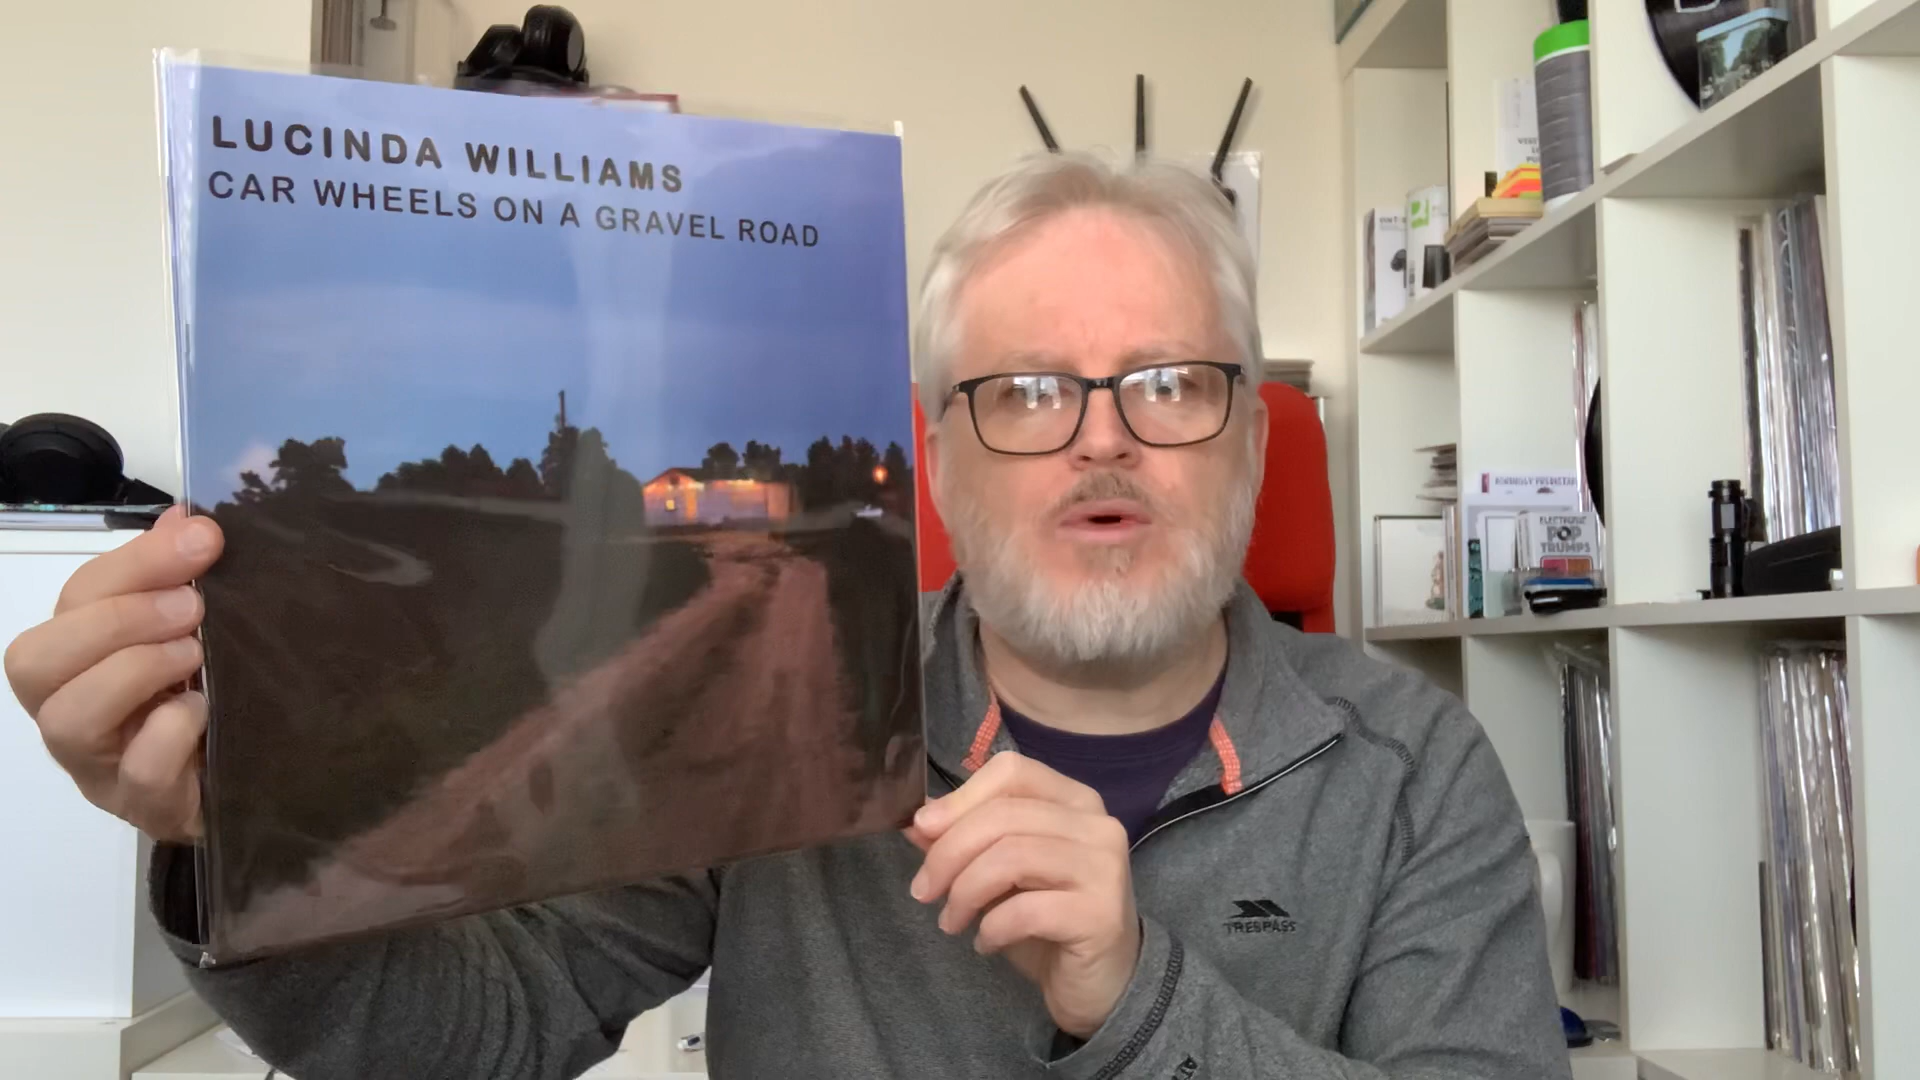 LUCINDA WILLIAMS
CAR WHEELS ON A GRAVEL ROAD
TRESPASS
ELECTRONIC
POP
TRUMPS